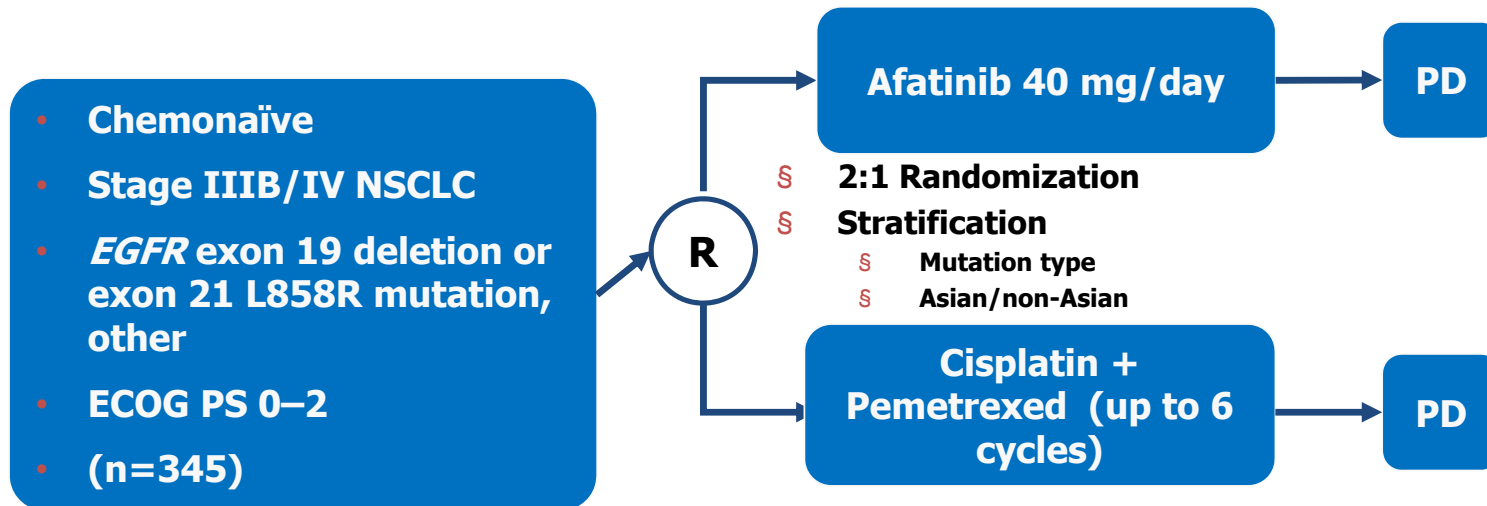 • Chemonaïve
• Stage IIIB/IV NSCLC
• EGFR exon 19 deletion or
exon 21 L858R mutation,
other
• ECOG PS 0–2
• (n=345)
R
Afatinib 40 mg/day
PD
§ 2:1 Randomization
§ Stratification
§ Mutation type
§ Asian/non-Asian
Cisplatin +
Pemetrexed (up to 6
cycles)
PD